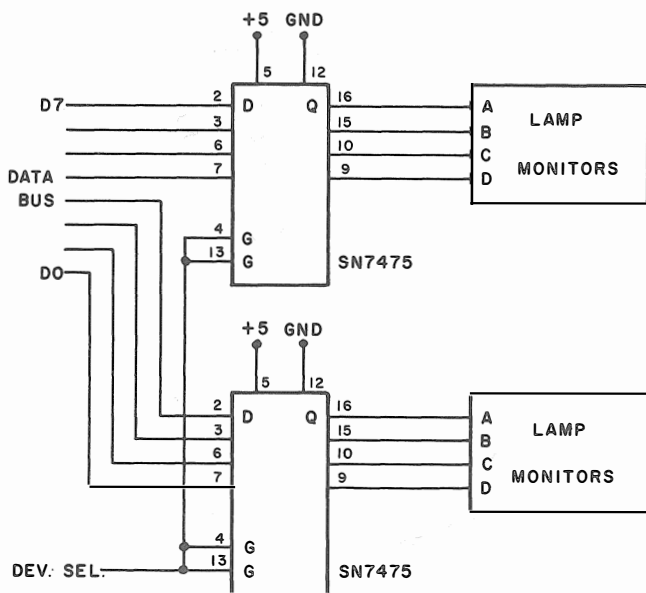 +5 GND
5 12
D7 2 D Q 16 A LAMP
3 15 B
6 10 C MONITORS
DATA 7 9 D
BUS
4 G
DO 13 G SN7475
+5 GND
5 12
2 D Q 16 A LAMP
3 15 B
6 10 C MONITORS
7 9 D
4 G
DEV. SEL. 13 G SN7475